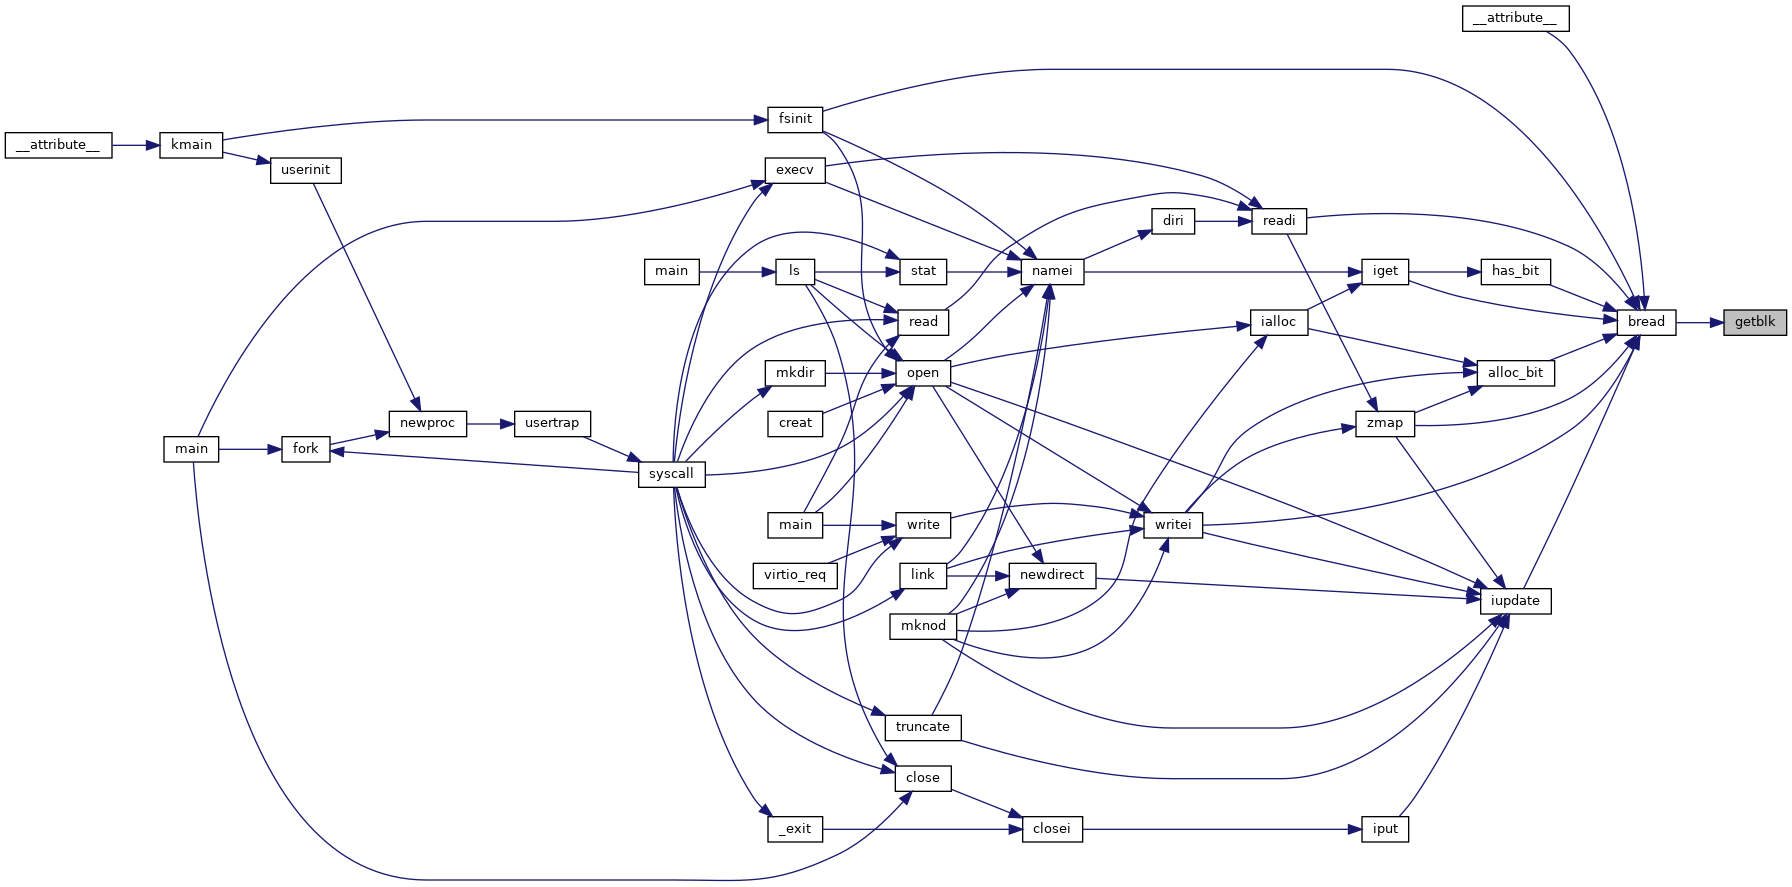 __attribute__
fsinit
__attribute__
kmain
userinit
execv
diri
readi
main
ls
stat
namei
iget
has_bit
read
ialloc
bread
getblk
mkdir
open
alloc_bit
creat
newproc
usertrap
zmap
main
fork
syscall
main
write
writei
virtio_req
link
newdirect
iupdate
mknod
truncate
close
_exit
closei
iput